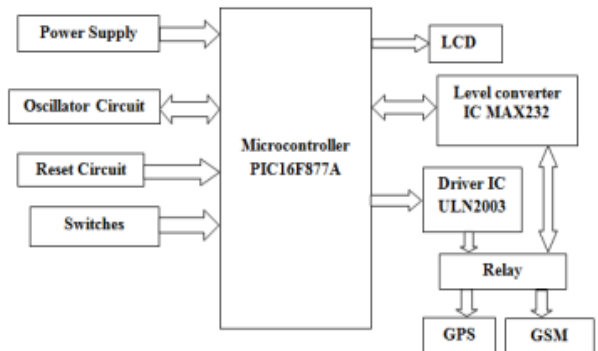 Power Supply
Oscillator Circuit
Reset Circuit
Switches
Microcontroller
PIC16F877A
LCD
Level converter
IC MAX232
Driver IC
ULN2003
Relay
GPS
GSM